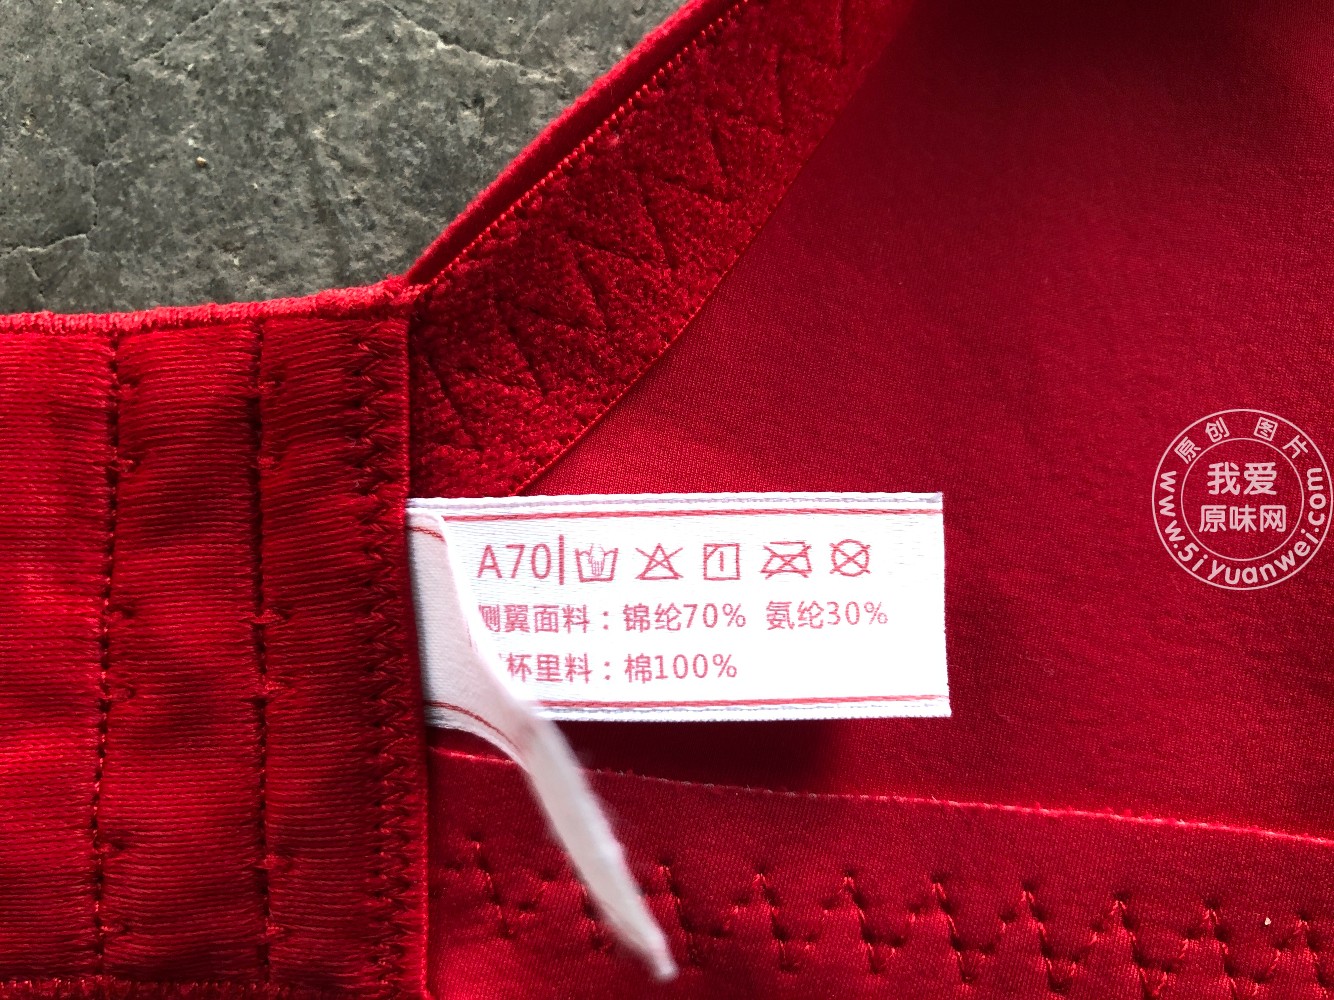 A70
侧翼面料：锦纶70% 氨纶30%
杯里料：棉100%
原创 图片
我爱
原味网
www.5iyuanwei.com